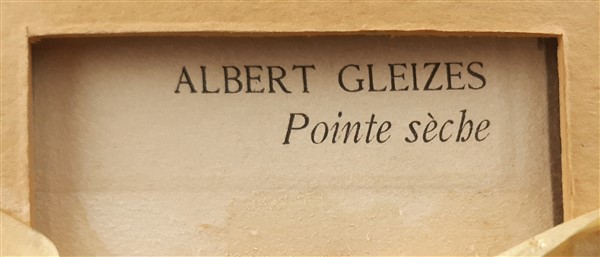 ALBERT GLEIZES
Pointe sèche